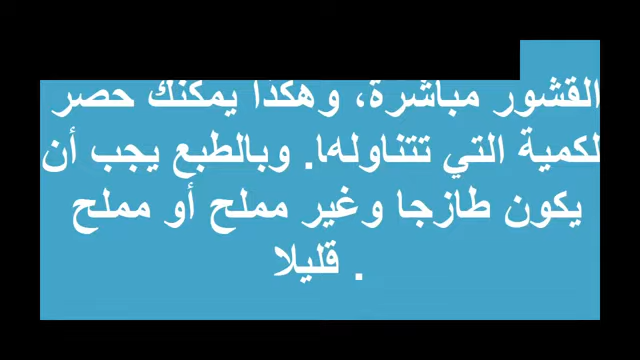 القشور مباشرة، وهكذا يمكنك حصر
لكمية التي تتناولها. وبالطبع يجب أن
يكون طازجا وغير مملح أو مملح
قليلا .